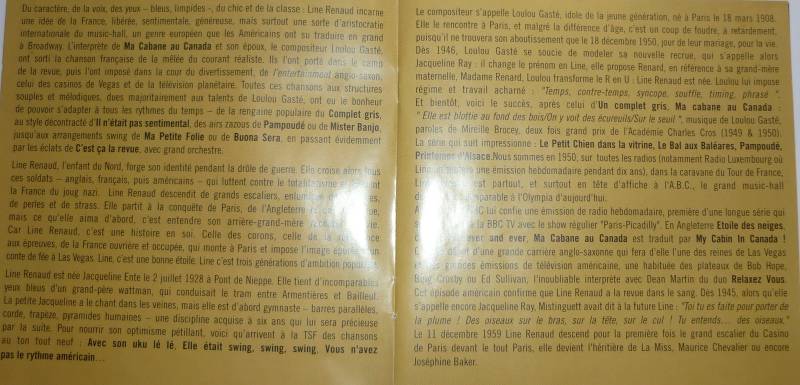 Du caractère, de la voix, des yeux – bleus, limpides –, du chic et de la classe : Line Renaud incarne
une idée de la France, libérée, sentimentale, généreuse, mais surtout une sorte d'aristocratie
internationale du music-hall, un genre européen que les Américains ont su traduire en grand
à Broadway. L'interprète de Ma Cabane au Canada et son époux, le compositeur Loulou Gasté,
ont sorti la chanson française de la mêlée du courant réaliste. Ils l'ont porté dans le camp
de la revue, puis l'ont imposé dans la cour du divertissement, de l'entertainment anglo-saxon,
celui des casinos de Vegas et de la télévision planétaire. Toutes ces chansons aux structures
souples et mélodiques, dues majoritairement aux talents de Loulou Gasté, ont eu le bonheur
de pouvoir s'adapter à tous les rythmes du temps – de la rengaine populaire du Complet gris,
au style décontracté d'Il n'était pas sentimental, des airs zazous de Pampoudé ou de Mister Banjo,
jusqu'aux arrangements swing de Ma Petite Folie ou de Buona Sera, en passant évidemment
par les éclats de C'est ça la revue, avec grand orchestre.
Line Renaud, l'enfant du Nord, forge son identité pendant la drôle de guerre. Elle croise alors tous
ces soldats – anglais, français, puis américains – qui luttent contre le totalitarisme et
la France du joug nazi. Line Renaud descendit de grands escaliers,
de perles et de strass. Elle partit à la conquête de Paris, de l'Angleterre
mais ce qu'elle aima d'abord, c'est entendre son arrière-grand-mère
Car Line Renaud, c'est une histoire en soi. Celle des corons, celle de la
aux épreuves, de la France ouvrière et occupée, qui monte à Paris et impose l'image
conte de fée à Las Vegas. Line, c'est une bonne étoile. Line c'est trois générations d'ambition
Line Renaud est née Jacqueline Ente le 2 juillet 1928 à Pont de Nieppe. Elle tient d'incomparables
yeux bleus d'un grand-père wattman, qui conduisait le tram entre Armentières et Bailleul.
La petite Jacqueline a le chant dans les veines, mais elle est d'abord gymnaste – barres parallèles,
corde, trapèze, pyramides humaines – une discipline acquise à six ans qui lui sera précieuse
par la suite. Pour nourrir son optimisme pétillant, voici qu'arrivent à la TSF des chansons
au ton tout neuf : Avec son uku lé lé, Elle était swing, swing, swing, Vous n'avez
pas le rythme américain...
Le compositeur s'appelle Loulou Gasté, idole de la jeune génération, né à Paris le 18 mars 1908.
Elle le rencontre à Paris, et malgré la différence d'âge, c'est un coup de foudre, à retardement,
puisqu'il ne trouvera son aboutissement que le 18 décembre 1950, jour de leur mariage, pour la vie.
Dès 1946, Loulou Gasté se soucie de modeler sa nouvelle recrue, qui s'appelle alors
Jacqueline Ray : il change le prénom en Line, elle propose Renard, en référence à sa grand-mère
maternelle, Madame Renard, Loulou transforme le R en U : Line Renaud est née. Loulou lui impose
régime et travail acharné : "Temps, contre-temps, syncope, souffle, timing, phrase ".
Et bientôt, voici le succès, après celui d'Un complet gris, Ma cabane au Canada :
" Elle est blottie au fond des bois/On y voit des écureuils/Sur le seuil ", musique de Loulou Gasté,
paroles de Mireille Brocey, deux fois grand prix de l'Académie Charles Cros (1949 & 1950).
La série qui suit impressionne : Le Petit Chien dans la vitrine, Le Bal aux Baléares, Pampoudé,
Printemps d'Alsace.Nous sommes en 1950, sur toutes les radios (notamment Radio Luxembourg où
Line une émission hebdomadaire pendant dix ans), dans la caravane du Tour de France,
Line partout, et surtout en tête d'affiche à l'A.B.C., le grand music-hall
comparable à l'Olympia d'aujourd'hui.
lui confie une émission de radio hebdomadaire, première d'une longue série qui
la BBC TV avec le show régulier "Paris-Picadilly". En Angleterre Etoile des neiges,
ever and ever, Ma Cabane au Canada est traduit par My Cabin In Canada !
d'une grande carrière anglo-saxonne qui fera d'elle l'une des reines de Las Vegas
grandes émissions de télévision américaine, une habituée des plateaux de Bob Hope,
Bing Crosby ou Ed Sullivan, l'inoubliable interprète avec Dean Martin du duo Relaxez Vous.
Cet épisode américain confirme que Line Renaud a la revue dans le sang. Dès 1945, alors qu'elle
s'appelle encore Jacqueline Ray, Mistinguett avait dit à la future Line : "Toi tu es faite pour porter de
la plume ! Des oiseaux sur le bras, sur la tête, sur le cul ! Tu entends... des oiseaux."
Le 11 décembre 1959 Line Renaud descend pour la première fois le grand escalier du Casino
de Paris devant le tout Paris, elle devient l'héritière de La Miss, Maurice Chevalier ou encore
Joséphine Baker.